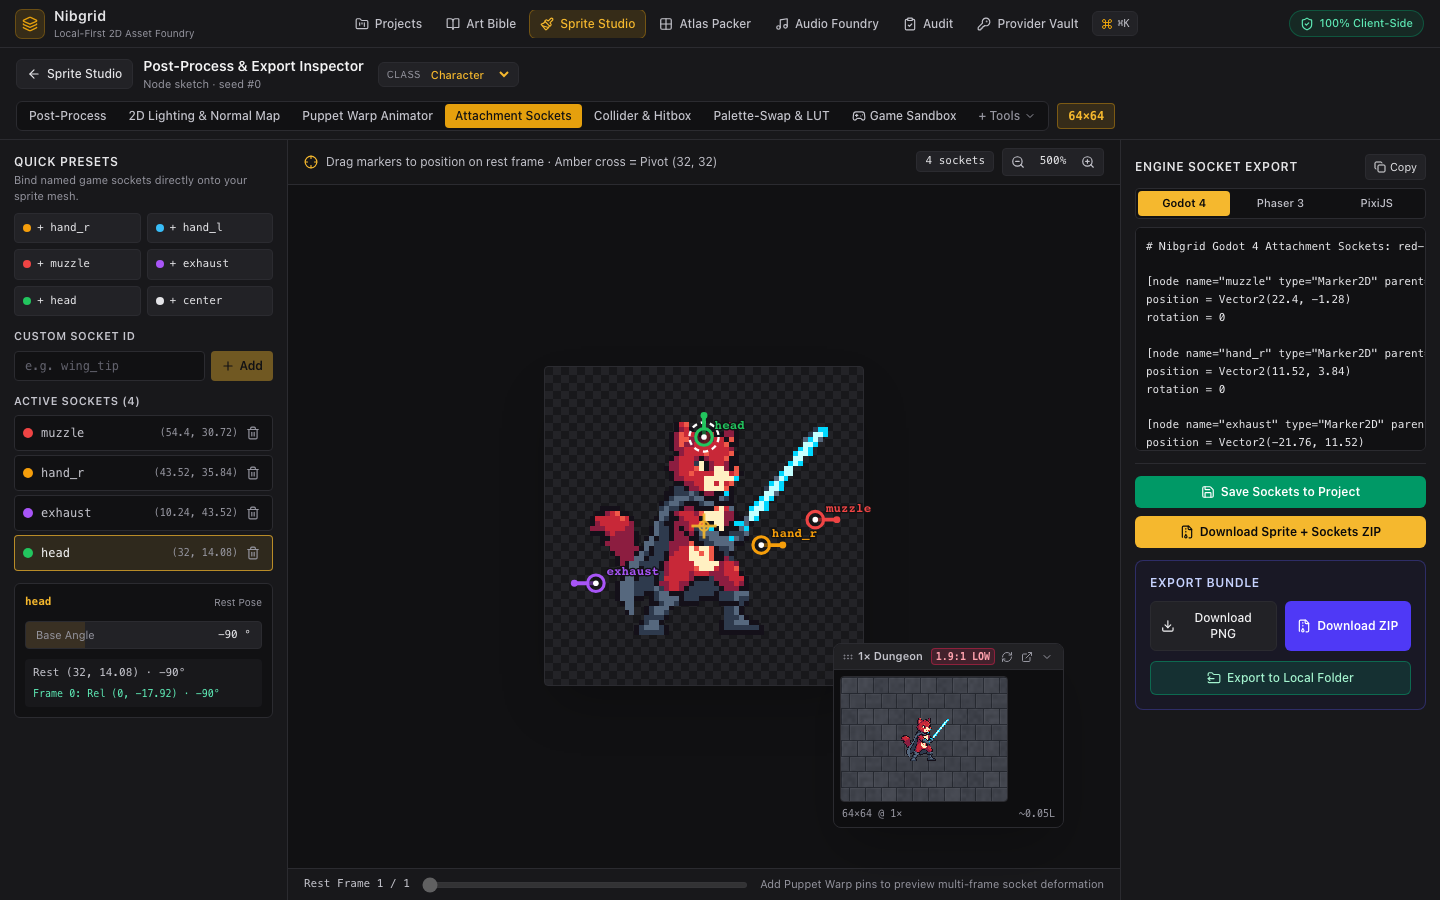 Nibgrid
Local-First 2D Asset Foundry
Projects
Art Bible
Sprite Studio
Atlas Packer
Audio Foundry
Audit
Provider Vault
⌘ ⌘K
100% Client-Side
Sprite Studio
Post-Process & Export Inspector
Node sketch · seed #0
CLASS Character
Post-Process
2D Lighting & Normal Map
Puppet Warp Animator
Attachment Sockets
Collider & Hitbox
Palette-Swap & LUT
Game Sandbox
+ Tools
64×64
QUICK PRESETS
Bind named game sockets directly onto your
sprite mesh.
+ hand_r
+ hand_l
+ muzzle
+ exhaust
+ head
+ center
CUSTOM SOCKET ID
e.g. wing_tip
+ Add
ACTIVE SOCKETS (4)
muzzle (54.4, 30.72)
hand_r (43.52, 35.84)
exhaust (10.24, 43.52)
head (32, 14.08)
head Rest Pose
Base Angle −90 °
Rest (32, 14.08) · −90°
Frame 0: Rel (0, −17.92) · −90°
Drag markers to position on rest frame · Amber cross = Pivot (32, 32)
4 sockets
500%
head
muzzle
hand_r
exhaust
1× Dungeon
1.9:1 LOW
64×64 @ 1×
~0.05L
Rest Frame 1 / 1
Add Puppet Warp pins to preview multi-frame socket deformation
ENGINE SOCKET EXPORT
Copy
Godot 4
Phaser 3
PixiJS
# Nibgrid Godot 4 Attachment Sockets: red-
[node name="muzzle" type="Marker2D" parent
position = Vector2(22.4, −1.28)
rotation = 0
[node name="hand_r" type="Marker2D" parent
position = Vector2(11.52, 3.84)
rotation = 0
[node name="exhaust" type="Marker2D" paren
position = Vector2(−21.76, 11.52)
Save Sockets to Project
Download Sprite + Sockets ZIP
EXPORT BUNDLE
Download
PNG
Download ZIP
Export to Local Folder